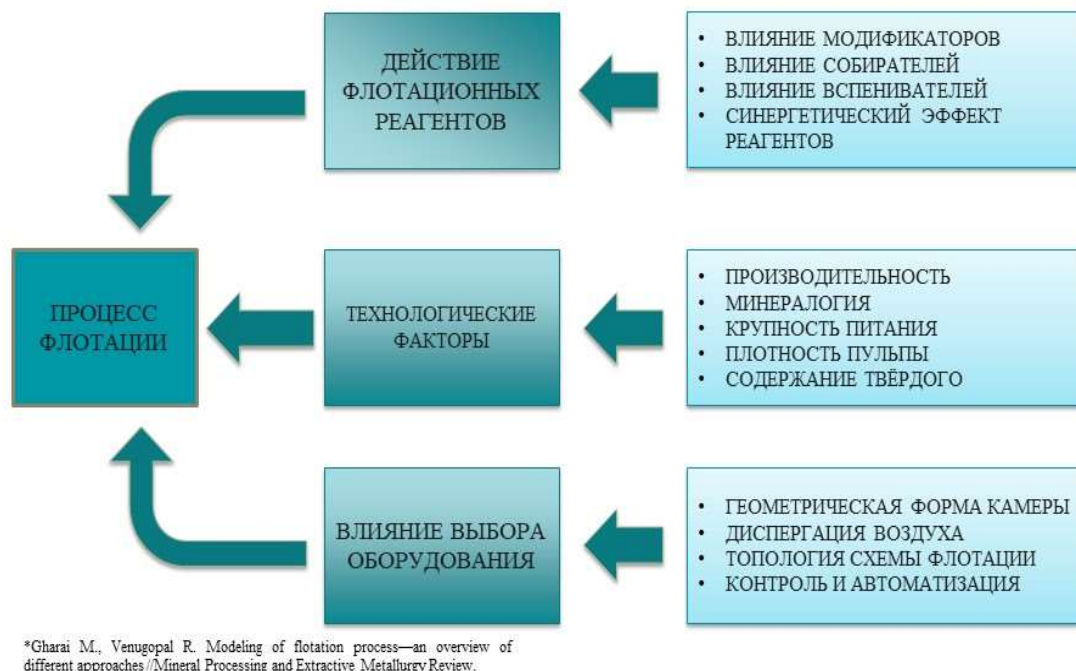 ДЕЙСТВИЕ
ФЛОТАЦИОННЫХ
РЕАГЕНТОВ
• ВЛИЯНИЕ МОДИФИКАТОРОВ
• ВЛИЯНИЕ СОБИРАТЕЛЕЙ
• ВЛИЯНИЕ ВСПЕНИВАТЕЛЕЙ
• СИНЕРГЕТИЧЕСКИЙ ЭФФЕКТ
РЕАГЕНТОВ
ПРОЦЕСС
ФЛОТАЦИИ
ТЕХНОЛОГИЧЕСКИЕ
ФАКТОРЫ
• ПРОИЗВОДИТЕЛЬНОСТЬ
• МИНЕРАЛОГИЯ
• КРУПНОСТЬ ПИТАНИЯ
• ПЛОТНОСТЬ ПУЛЬПЫ
• СОДЕРЖАНИЕ ТВЁРДОГО
ВЛИЯНИЕ ВЫБОРА
ОБОРУДОВАНИЯ
• ГЕОМЕТРИЧЕСКАЯ ФОРМА КАМЕРЫ
• ДИСПЕРГАЦИЯ ВОЗДУХА
• ТОПОЛОГИЯ СХЕМЫ ФЛОТАЦИИ
• КОНТРОЛЬ И АВТОМАТИЗАЦИЯ
*Gharai M., Venugopal R. Modeling of flotation process—an overview of
different approaches//Mineral Processing and Extractive Metallurgy Review.